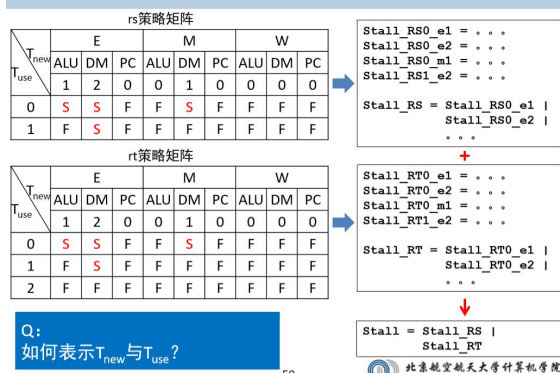 rs策略矩阵
Tnew E M W
Tuse ALU DM PC ALU DM PC ALU DM PC
1 2 0 0 1 0 0 0 0
0 S S F F S F F F F
1 F S F F F F F F F
rt策略矩阵
Tnew E M W
Tuse ALU DM PC ALU DM PC ALU DM PC
1 2 0 0 1 0 0 0 0
0 S S F F S F F F F
1 F S F F F F F F F
2 F F F F F F F F F
Stall_RS0_e1 = 。。。
Stall_RS0_e2 = 。。。
Stall_RS0_m1 = 。。。
Stall_RS1_e2 = 。。。
Stall_RS = Stall_RS0_e1 |
Stall_RS0_e2 |
。。。
+
Stall_RT0_e1 = 。。。
Stall_RT0_e2 = 。。。
Stall_RT0_m1 = 。。。
Stall_RT1_e2 = 。。。
Stall_RT = Stall_RT0_e1 |
Stall_RT0_e2 |
。。。
Stall = Stall_RS |
Stall_RT
Q:
如何表示Tnew与Tuse?
北京航空航天大学计算机学院